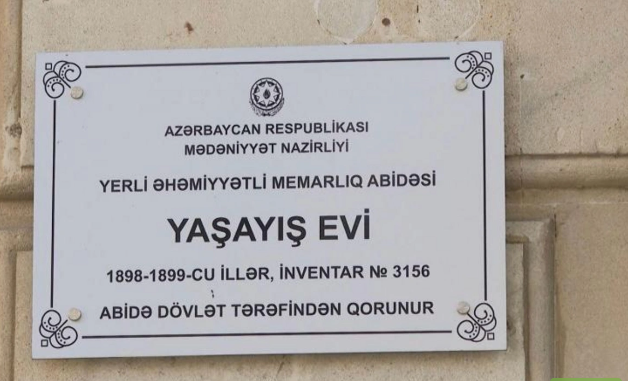 AZƏRBAYCAN RESPUBLİKASI
MƏDƏNİYYƏT NAZİRLİYİ
YERLİ ƏHƏMİYYƏTLİ MEMARLIQ ABİDƏSİ
YAŞAYIŞ EVİ
1898-1899-CU İLLƏR, İNVENTAR № 3156
ABİDƏ DÖVLƏT TƏRƏFİNDƏN QORUNUR